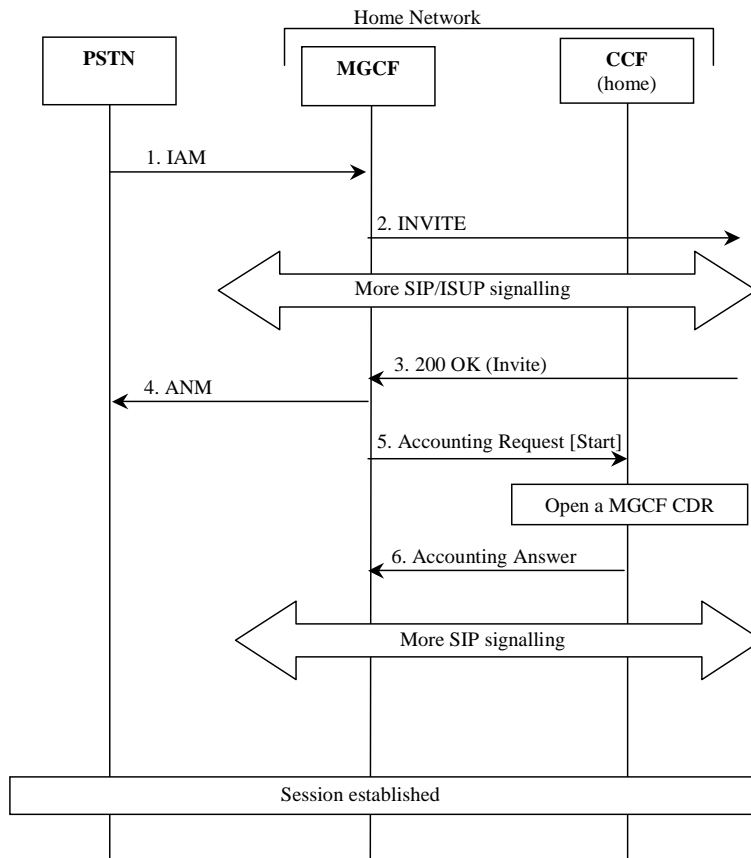 Home Network
PSTN
MGCF
CCF
(home)
1. IAM
2. INVITE
More SIP/ISUP signalling
3. 200 OK (Invite)
4. ANM
5. Accounting Request [Start]
Open a MGCF CDR
6. Accounting Answer
More SIP signalling
Session established